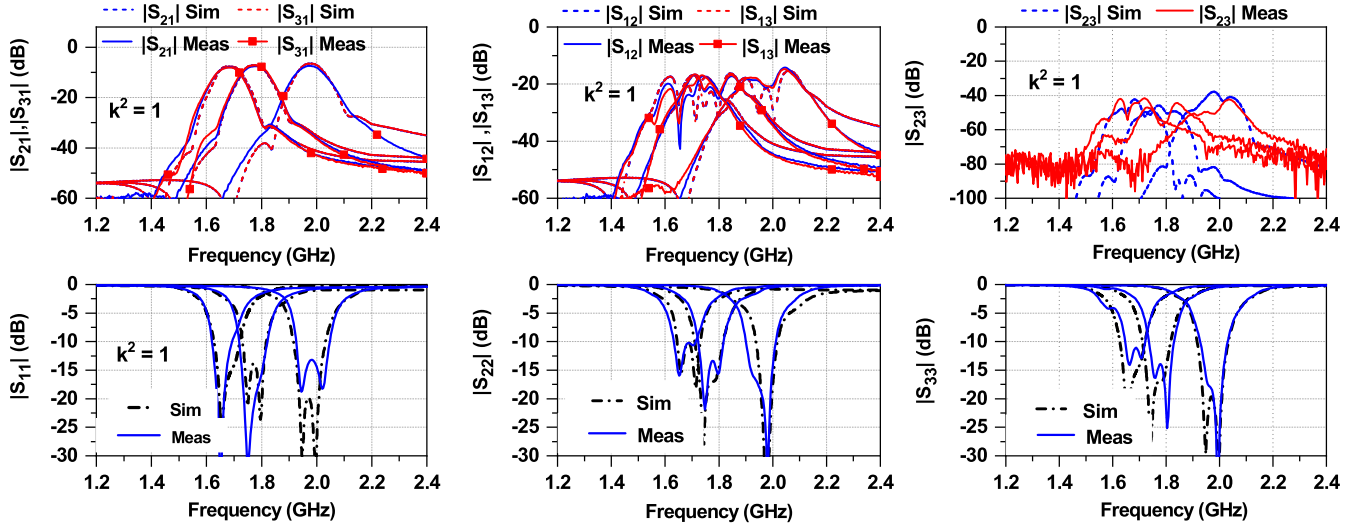 |S21| Sim |S31| Sim
|S21| Meas |S31| Meas
k² = 1
|S21|,|S31| (dB)
0
-20
-40
-60
1.2 1.4 1.6 1.8 2.0 2.2 2.4
Frequency (GHz)
|S12| Sim |S13| Sim
|S12| Meas |S13| Meas
k² = 1
|S12|,|S13| (dB)
0
-20
-40
-60
1.2 1.4 1.6 1.8 2.0 2.2 2.4
Frequency (GHz)
|S23| Sim |S23| Meas
k² = 1
|S23| (dB)
0
-20
-40
-60
-80
-100
1.2 1.4 1.6 1.8 2.0 2.2 2.4
Frequency (GHz)
|S11| (dB)
0
-5
-10
-15
-20
-25
-30
k² = 1
Sim
Meas
1.2 1.4 1.6 1.8 2.0 2.2 2.4
Frequency (GHz)
|S22| (dB)
0
-5
-10
-15
-20
-25
-30
Sim
Meas
1.2 1.4 1.6 1.8 2.0 2.2 2.4
Frequency (GHz)
|S33| (dB)
0
-5
-10
-15
-20
-25
-30
Sim
Meas
1.2 1.4 1.6 1.8 2.0 2.2 2.4
Frequency (GHz)